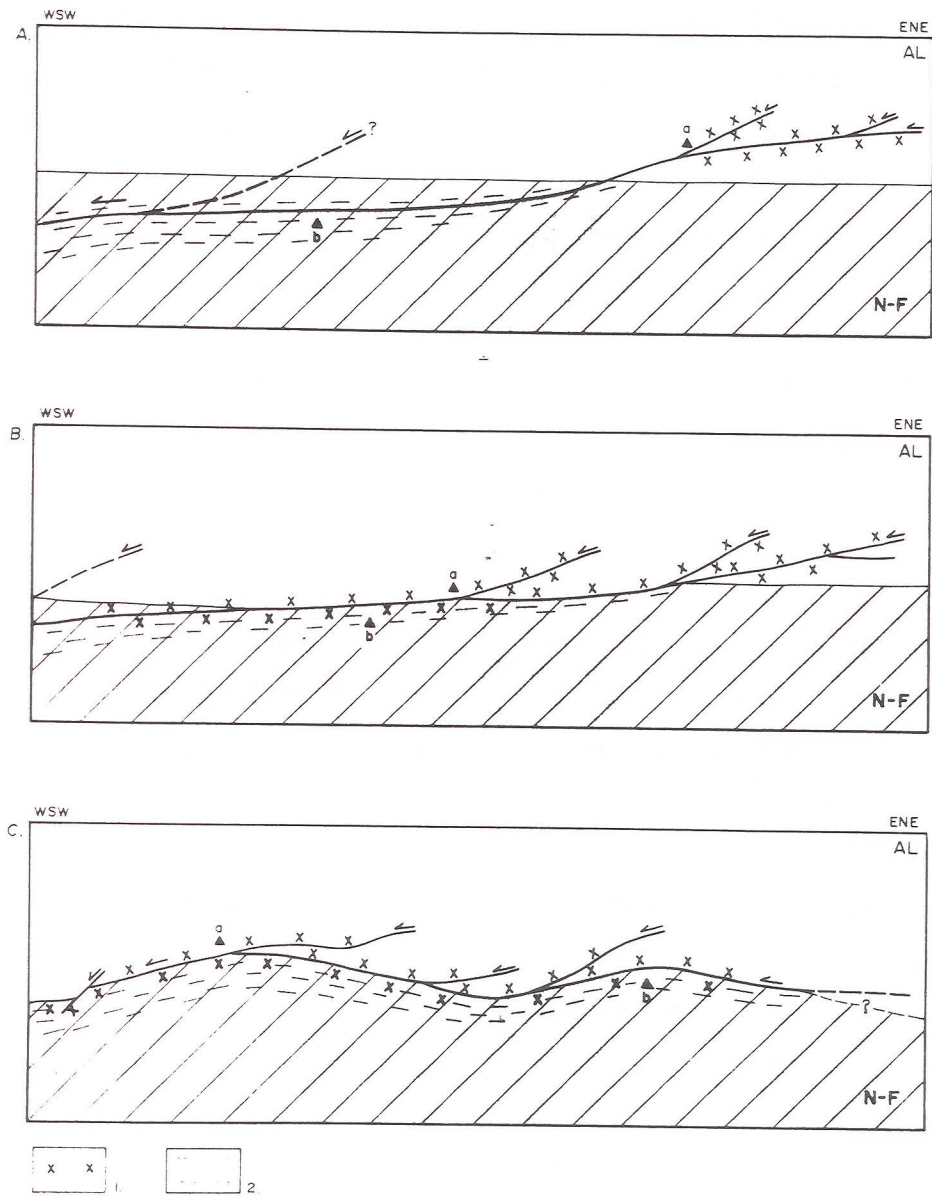 WSW ENE
A. AL
?
a
b
N-F
WSW ENE
B. AL
a
b
N-F
WSW ENE
C. AL
a
b
?
N-F
x x 1. 2.